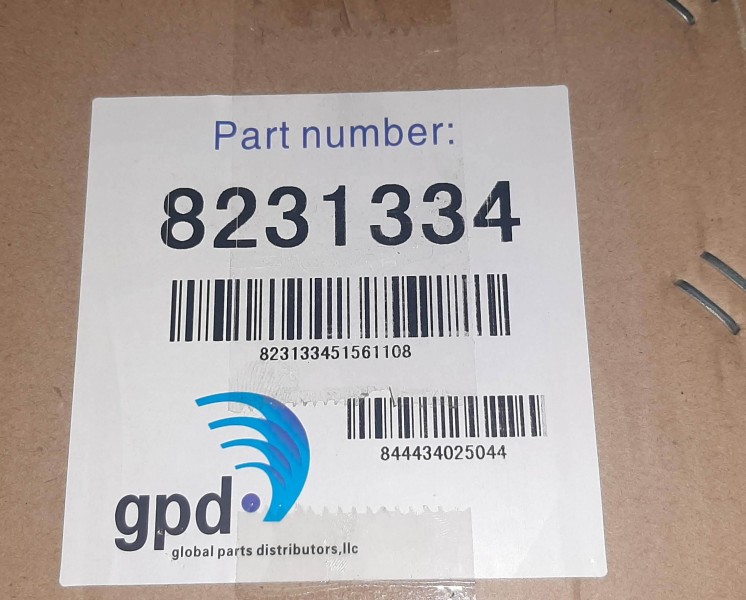 Part number:
8231334
823133451561108
844434025044
gpd
global parts distributors,llc